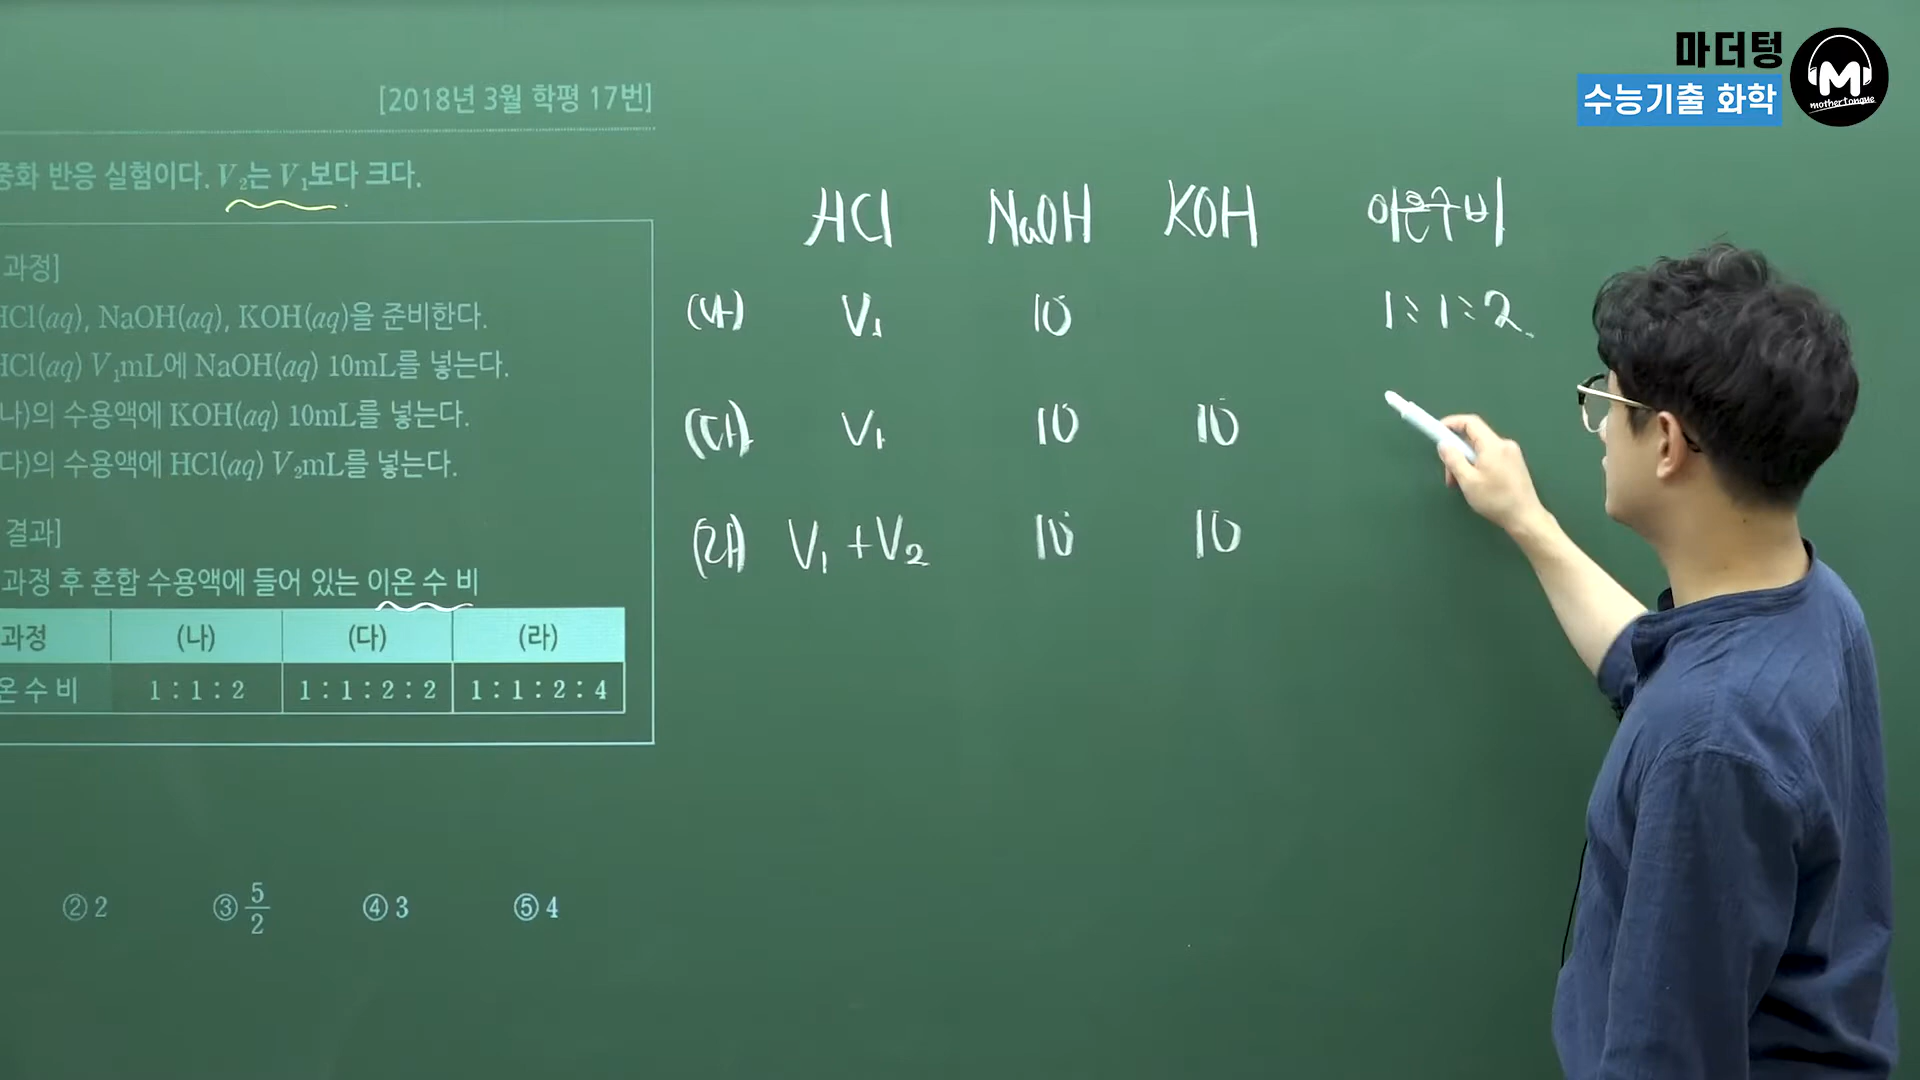 마더텅
수능기출 화학
mothertongue
[2018년 3월 학평 17번]
중화 반응 실험이다. V₂는 V₁보다 크다.
과정]
HCl(aq), NaOH(aq), KOH(aq)을 준비한다.
HCl(aq) V₁mL에 NaOH(aq) 10mL를 넣는다.
나)의 수용액에 KOH(aq) 10mL를 넣는다.
다)의 수용액에 HCl(aq) V₂mL를 넣는다.
결과]
과정 후 혼합 수용액에 들어 있는 이온 수 비
과정 (나) (다) (라)
온 수 비 1 : 1 : 2 1 : 1 : 2 : 2 1 : 1 : 2 : 4
② 2 ③ 5/2 ④ 3 ⑤ 4
HCl NaOH KOH 이온수비
(나) V₁ 10 1 : 1 : 2
(다) V₁ 10 10
(라) V₁ + V₂ 10 10